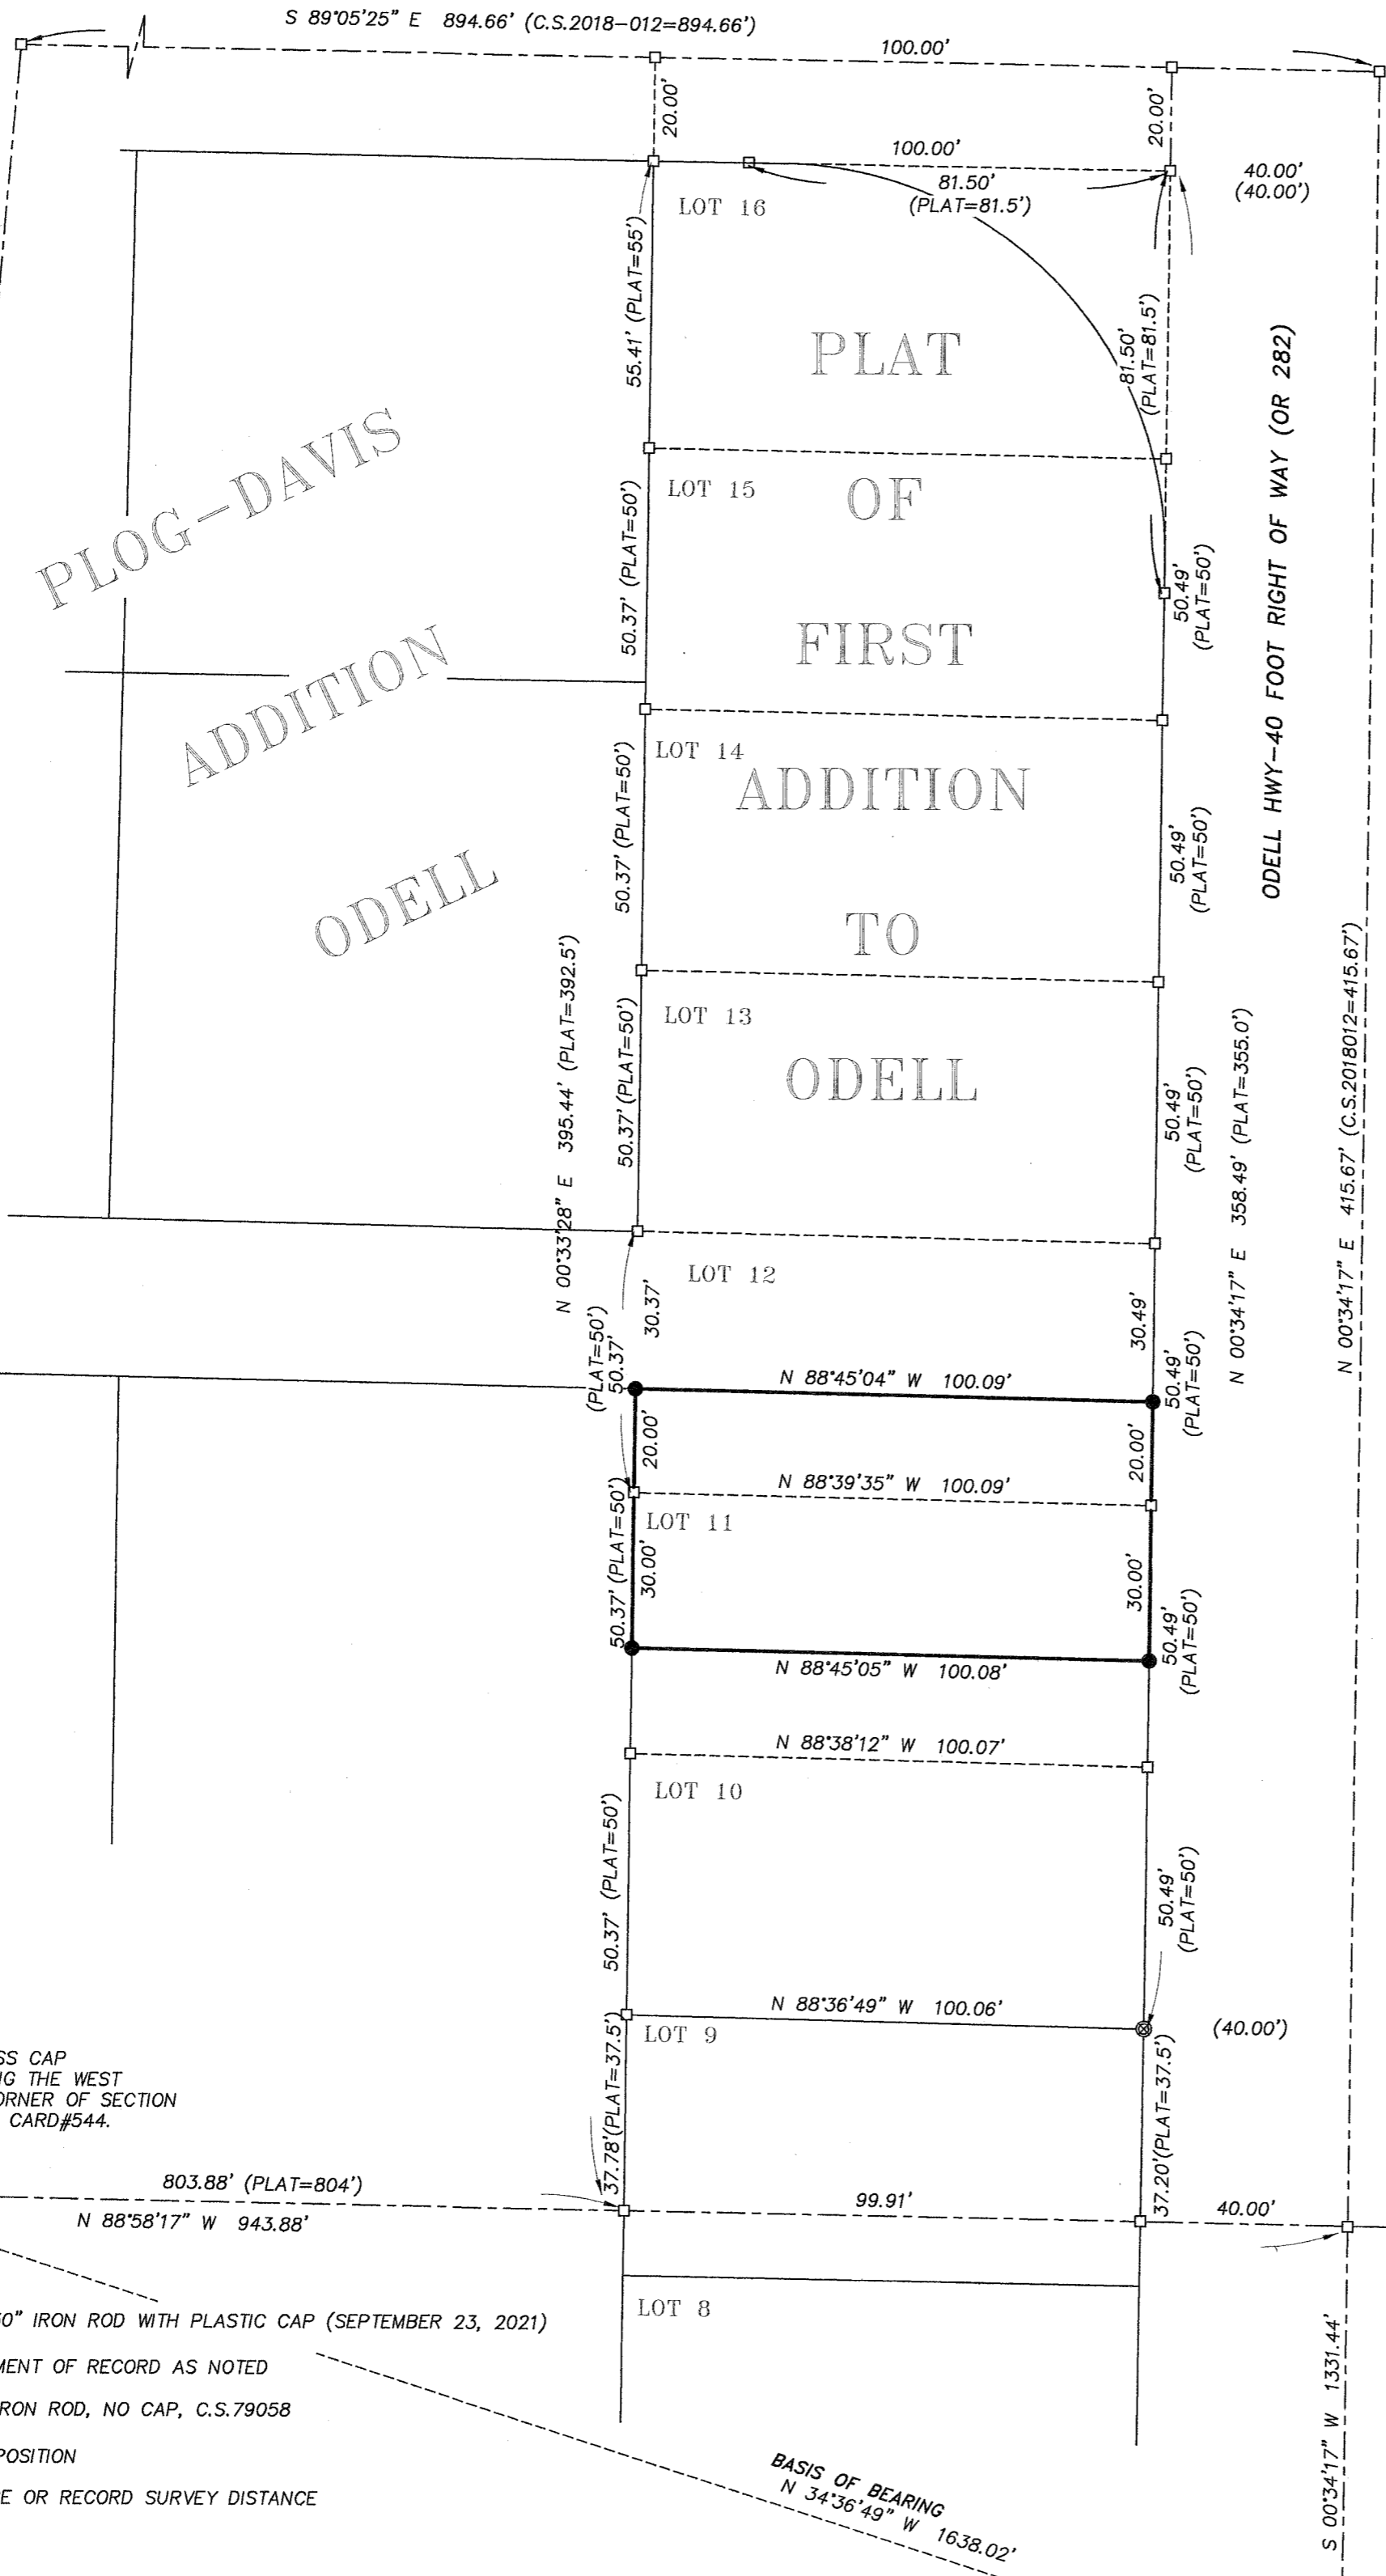 S 89°05'25" E 894.66' (C.S.2018-012=894.66')
100.00'
20.00'
20.00'
100.00'
81.50'
(PLAT=81.5')
40.00'
(40.00')
LOT 16
55.41' (PLAT=55')
81.50'
(PLAT=81.5')
PLAT
OF
FIRST
ADDITION
TO
ODELL
PLOG-DAVIS
ADDITION
ODELL
ODELL HWY-40 FOOT RIGHT OF WAY (OR 282)
LOT 15
50.37' (PLAT=50')
50.49'
(PLAT=50')
LOT 14
50.37' (PLAT=50')
50.49'
(PLAT=50')
LOT 13
50.37' (PLAT=50')
50.49'
(PLAT=50')
N 00°33'28" E 395.44' (PLAT=392.5')
N 00°34'17" E 358.49' (PLAT=355.0')
N 00°34'17" E 415.67' (C.S.2018012=415.67')
LOT 12
30.37'
30.49'
(PLAT=50')
50.37'
50.49'
(PLAT=50')
N 88°45'04" W 100.09'
20.00'
20.00'
N 88°39'35" W 100.09'
LOT 11
50.37' (PLAT=50')
30.00'
30.00'
50.49'
(PLAT=50')
N 88°45'05" W 100.08'
N 88°38'12" W 100.07'
LOT 10
50.37' (PLAT=50')
50.49'
(PLAT=50')
N 88°36'49" W 100.06'
LOT 9
(40.00')
37.78'(PLAT=37.5')
37.20'(PLAT=37.5')
SS CAP
NG THE WEST
ORNER OF SECTION
CARD#544.
803.88' (PLAT=804')
N 88°58'17" W 943.88'
99.91'
40.00'
LOT 8
0" IRON ROD WITH PLASTIC CAP (SEPTEMBER 23, 2021)
MENT OF RECORD AS NOTED
RON ROD, NO CAP, C.S.79058
POSITION
E OR RECORD SURVEY DISTANCE
BASIS OF BEARING
N 34°36'49" W 1638.02'
S 00°34'17" W 1331.44'